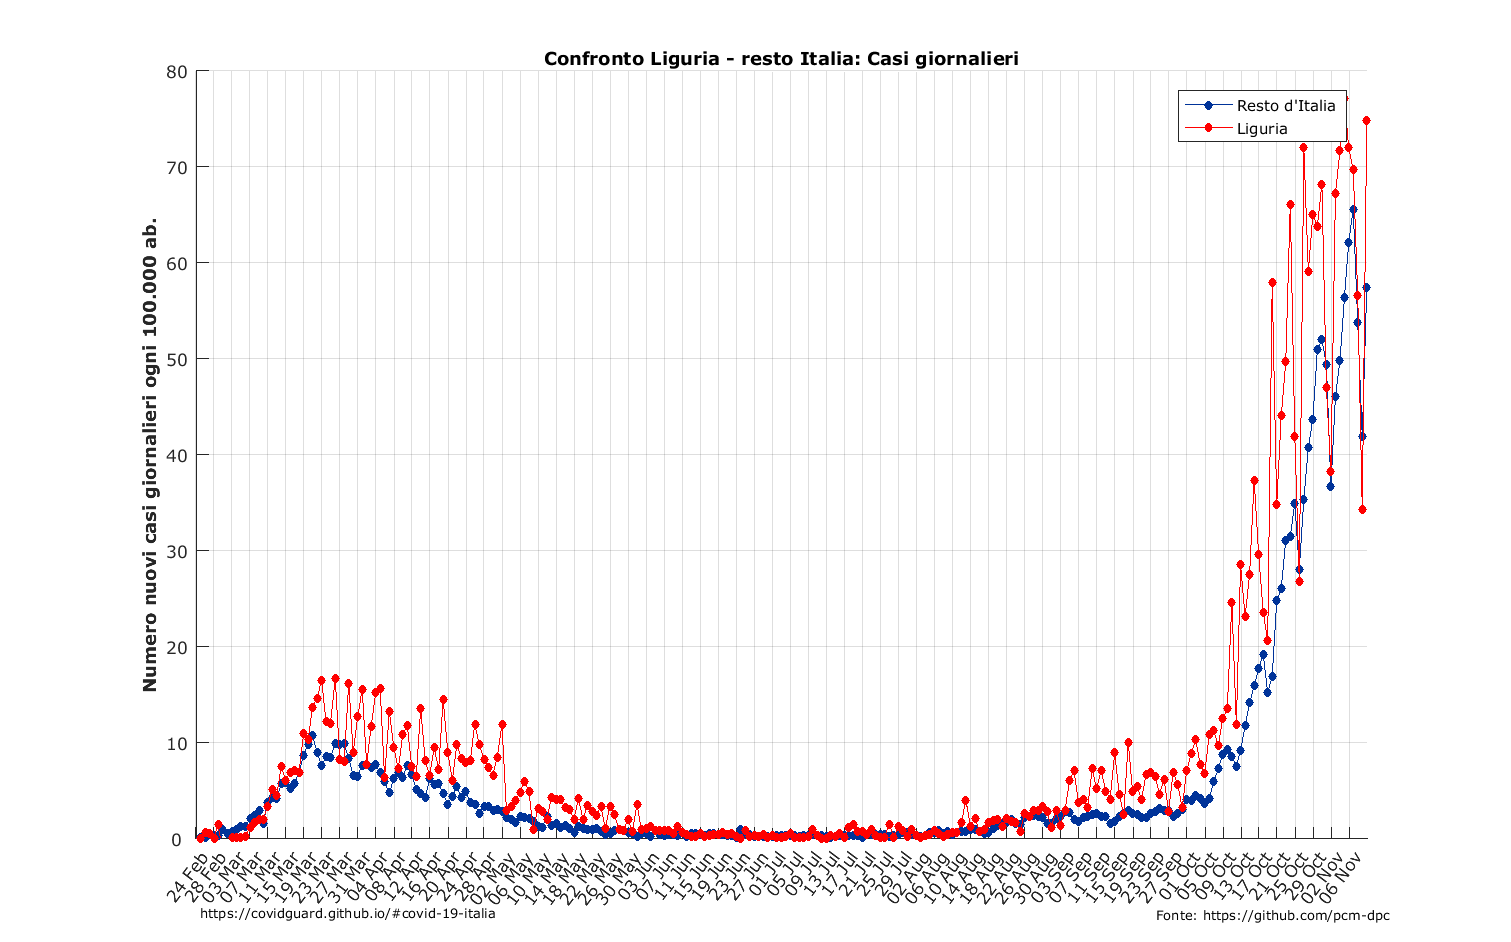 Confronto Liguria - resto Italia: Casi giornalieri
Numero nuovi casi giornalieri ogni 100.000 ab.
80
70
60
50
40
30
20
10
0
Resto d'Italia
Liguria
24 Feb
28 Feb
03 Mar
07 Mar
11 Mar
15 Mar
19 Mar
23 Mar
27 Mar
31 Mar
04 Apr
08 Apr
12 Apr
16 Apr
20 Apr
24 Apr
28 Apr
02 May
06 May
10 May
14 May
18 May
22 May
26 May
30 May
03 Jun
07 Jun
11 Jun
15 Jun
19 Jun
23 Jun
27 Jun
01 Jul
05 Jul
09 Jul
13 Jul
17 Jul
21 Jul
25 Jul
29 Jul
02 Aug
06 Aug
10 Aug
14 Aug
18 Aug
22 Aug
26 Aug
30 Aug
03 Sep
07 Sep
11 Sep
15 Sep
19 Sep
23 Sep
27 Sep
01 Oct
05 Oct
09 Oct
13 Oct
17 Oct
21 Oct
25 Oct
29 Oct
02 Nov
06 Nov
https://covidguard.github.io/#covid-19-italia
Fonte: https://github.com/pcm-dpc